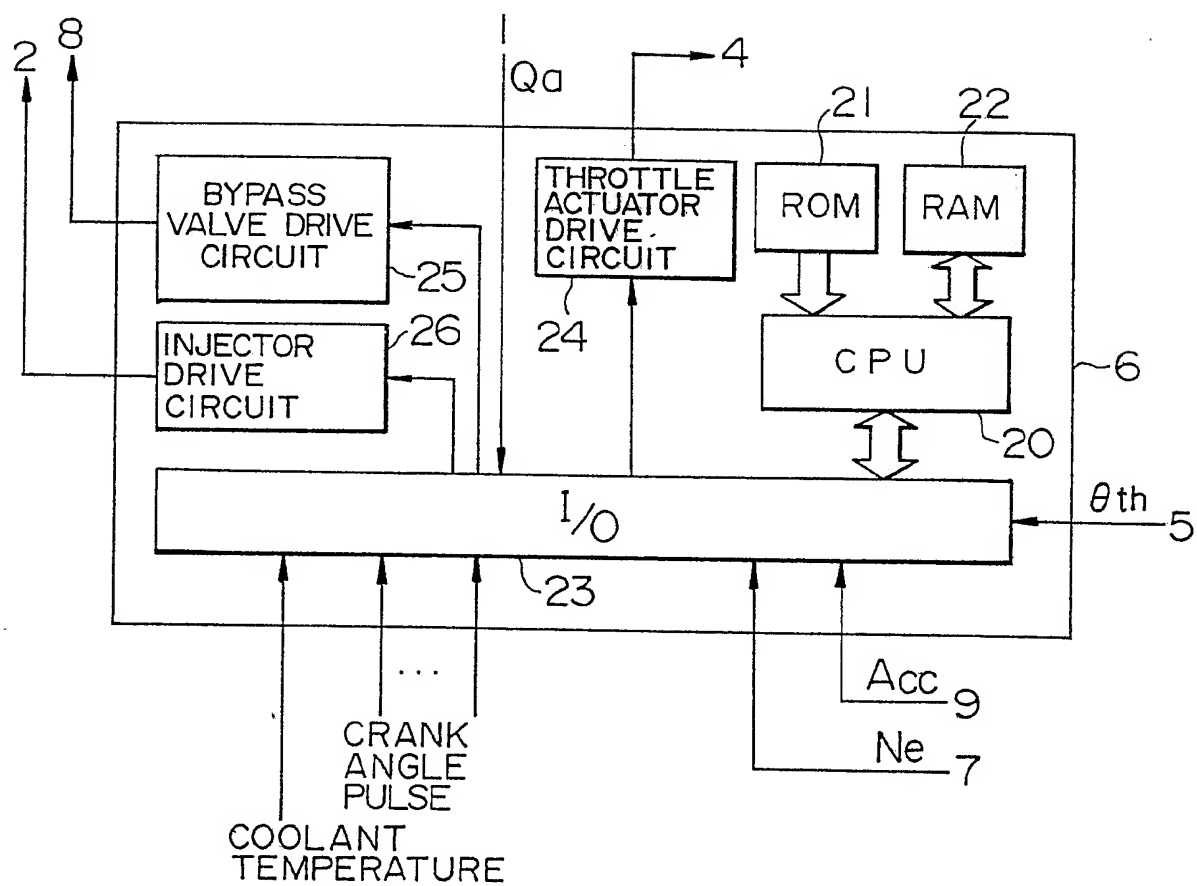 2
8
1
Qa
4
21
22
BYPASS
VALVE DRIVE
CIRCUIT
25
THROTTLE
ACTUATOR
DRIVE
CIRCUIT
24
ROM
RAM
INJECTOR
DRIVE
CIRCUIT
26
CPU
20
6
I/O
23
θth
5
...
Acc
9
Ne
7
CRANK
ANGLE
PULSE
COOLANT
TEMPERATURE